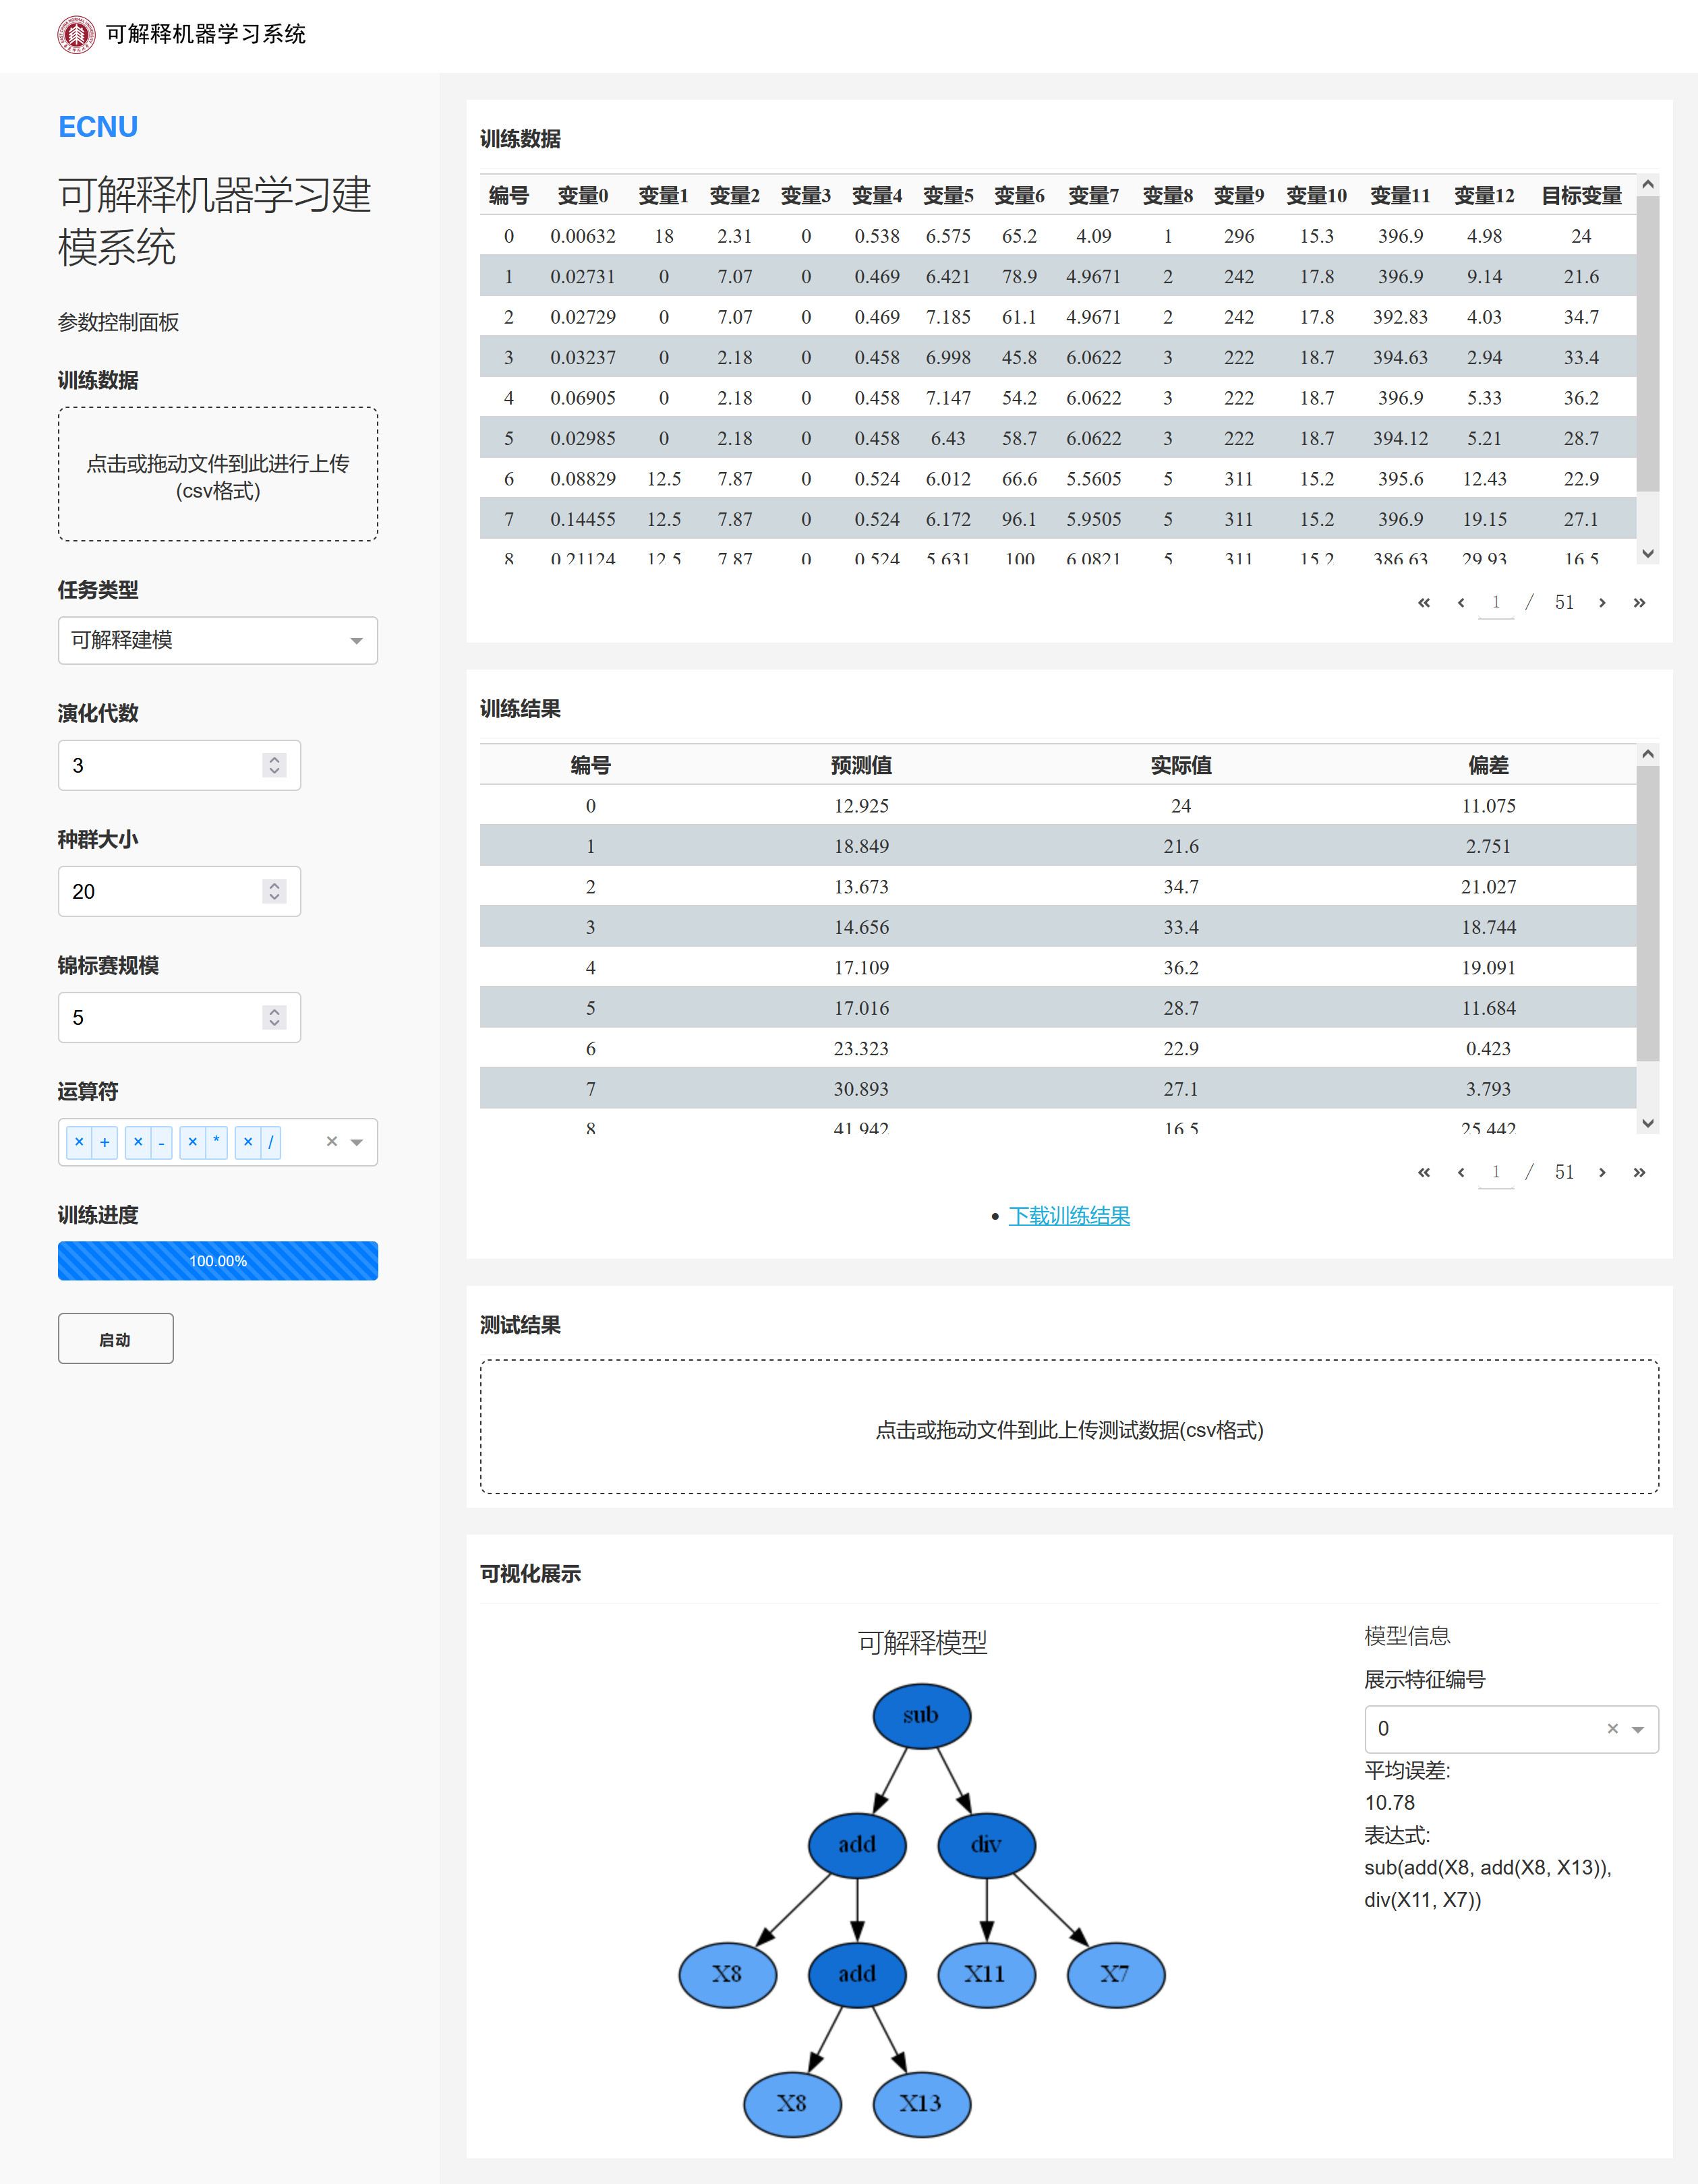 可解释机器学习系统
ECNU
可解释机器学习建
模系统
参数控制面板
训练数据
点击或拖动文件到此进行上传
(csv格式)
任务类型
可解释建模
演化代数
3
种群大小
20
锦标赛规模
5
运算符
× + × - × * × /
训练进度
100.00%
启动
训练数据
编号 变量0 变量1 变量2 变量3 变量4 变量5 变量6 变量7 变量8 变量9 变量10 变量11 变量12 目标变量
0 0.00632 18 2.31 0 0.538 6.575 65.2 4.09 1 296 15.3 396.9 4.98 24
1 0.02731 0 7.07 0 0.469 6.421 78.9 4.9671 2 242 17.8 396.9 9.14 21.6
2 0.02729 0 7.07 0 0.469 7.185 61.1 4.9671 2 242 17.8 392.83 4.03 34.7
3 0.03237 0 2.18 0 0.458 6.998 45.8 6.0622 3 222 18.7 394.63 2.94 33.4
4 0.06905 0 2.18 0 0.458 7.147 54.2 6.0622 3 222 18.7 396.9 5.33 36.2
5 0.02985 0 2.18 0 0.458 6.43 58.7 6.0622 3 222 18.7 394.12 5.21 28.7
6 0.08829 12.5 7.87 0 0.524 6.012 66.6 5.5605 5 311 15.2 395.6 12.43 22.9
7 0.14455 12.5 7.87 0 0.524 6.172 96.1 5.9505 5 311 15.2 396.9 19.15 27.1
8 0.21124 12.5 7.87 0 0.524 5.631 100 6.0821 5 311 15.2 386.63 29.93 16.5
« ‹ 1 / 51 › »
训练结果
编号 预测值 实际值 偏差
0 12.925 24 11.075
1 18.849 21.6 2.751
2 13.673 34.7 21.027
3 14.656 33.4 18.744
4 17.109 36.2 19.091
5 17.016 28.7 11.684
6 23.323 22.9 0.423
7 30.893 27.1 3.793
8 41.942 16.5 25.442
« ‹ 1 / 51 › »
• 下载训练结果
测试结果
点击或拖动文件到此上传测试数据(csv格式)
可视化展示
可解释模型
sub
add div
X8 add X11 X7
X8 X13
模型信息
展示特征编号
0
平均误差:
10.78
表达式:
sub(add(X8, add(X8, X13)),
div(X11, X7))